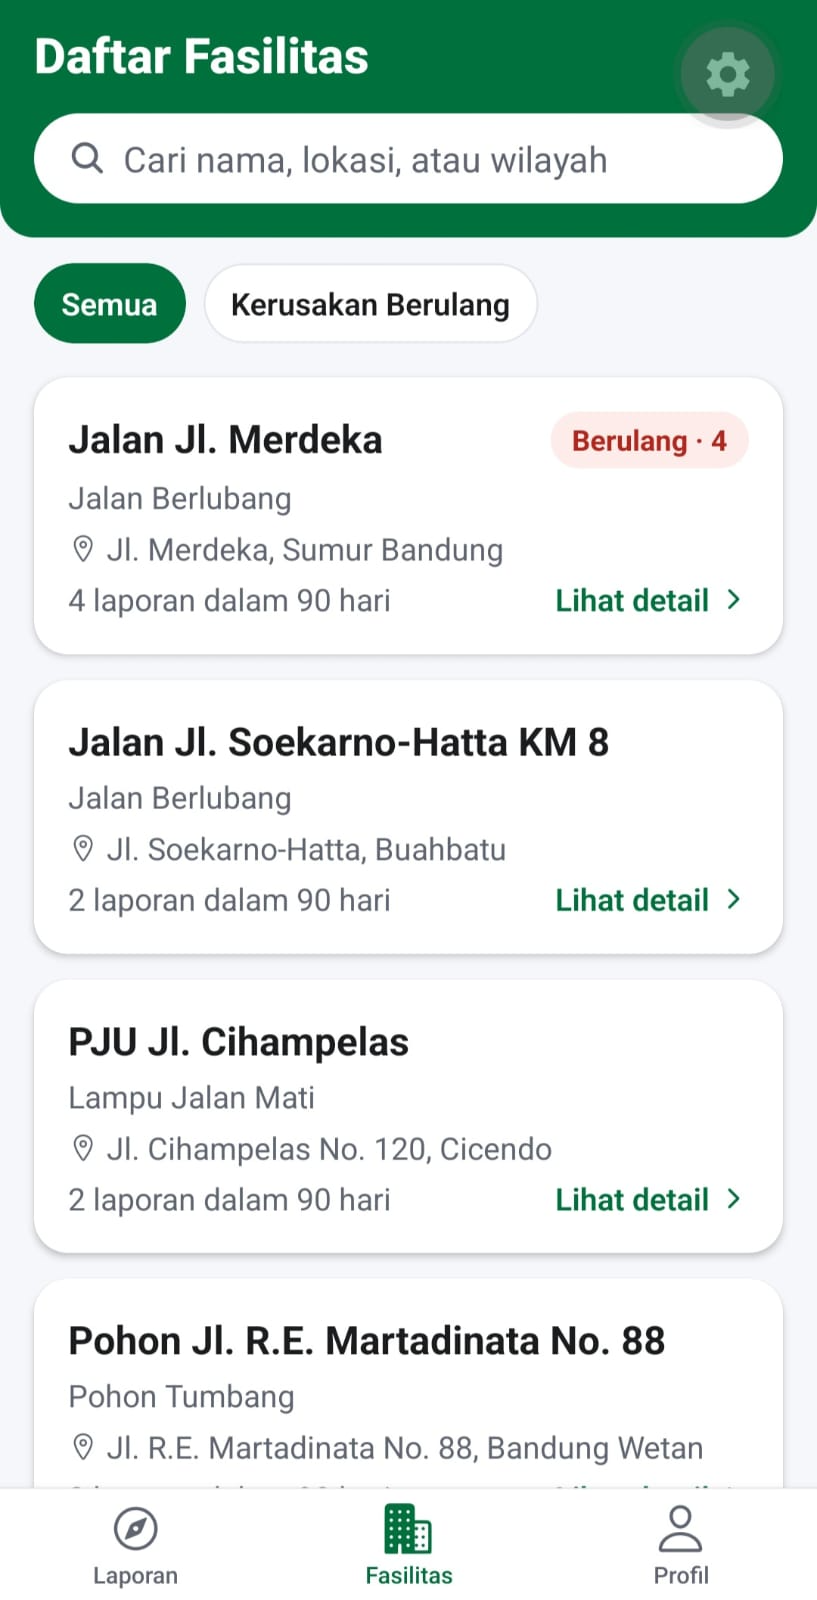 Daftar Fasilitas
Cari nama, lokasi, atau wilayah
Semua
Kerusakan Berulang
Jalan Jl. Merdeka
Berulang · 4
Jalan Berlubang
Jl. Merdeka, Sumur Bandung
4 laporan dalam 90 hari
Lihat detail
Jalan Jl. Soekarno-Hatta KM 8
Jalan Berlubang
Jl. Soekarno-Hatta, Buahbatu
2 laporan dalam 90 hari
Lihat detail
PJU Jl. Cihampelas
Lampu Jalan Mati
Jl. Cihampelas No. 120, Cicendo
2 laporan dalam 90 hari
Lihat detail
Pohon Jl. R.E. Martadinata No. 88
Pohon Tumbang
Jl. R.E. Martadinata No. 88, Bandung Wetan
Laporan
Fasilitas
Profil